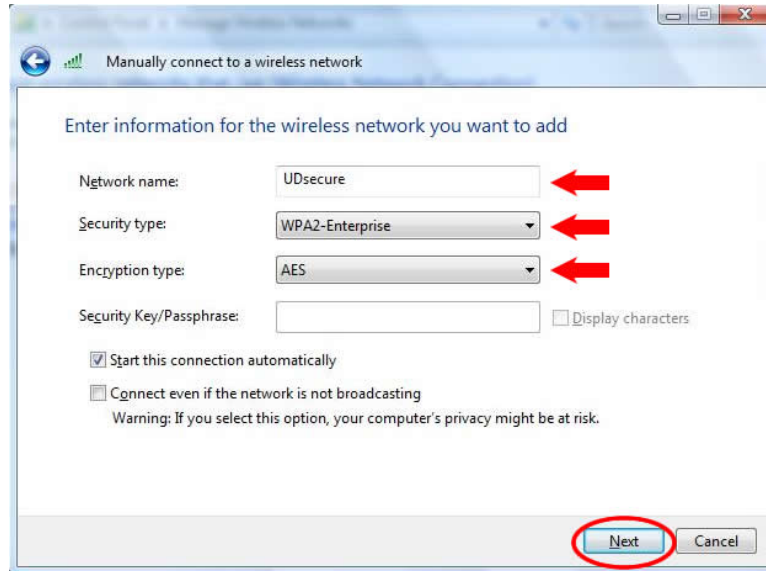 Manually connect to a wireless network
Enter information for the wireless network you want to add
Network name: UDsecure
Security type: WPA2-Enterprise
Encryption type: AES
Security Key/Passphrase: Display characters
Start this connection automatically
Connect even if the network is not broadcasting
Warning: If you select this option, your computer's privacy might be at risk.
Next Cancel